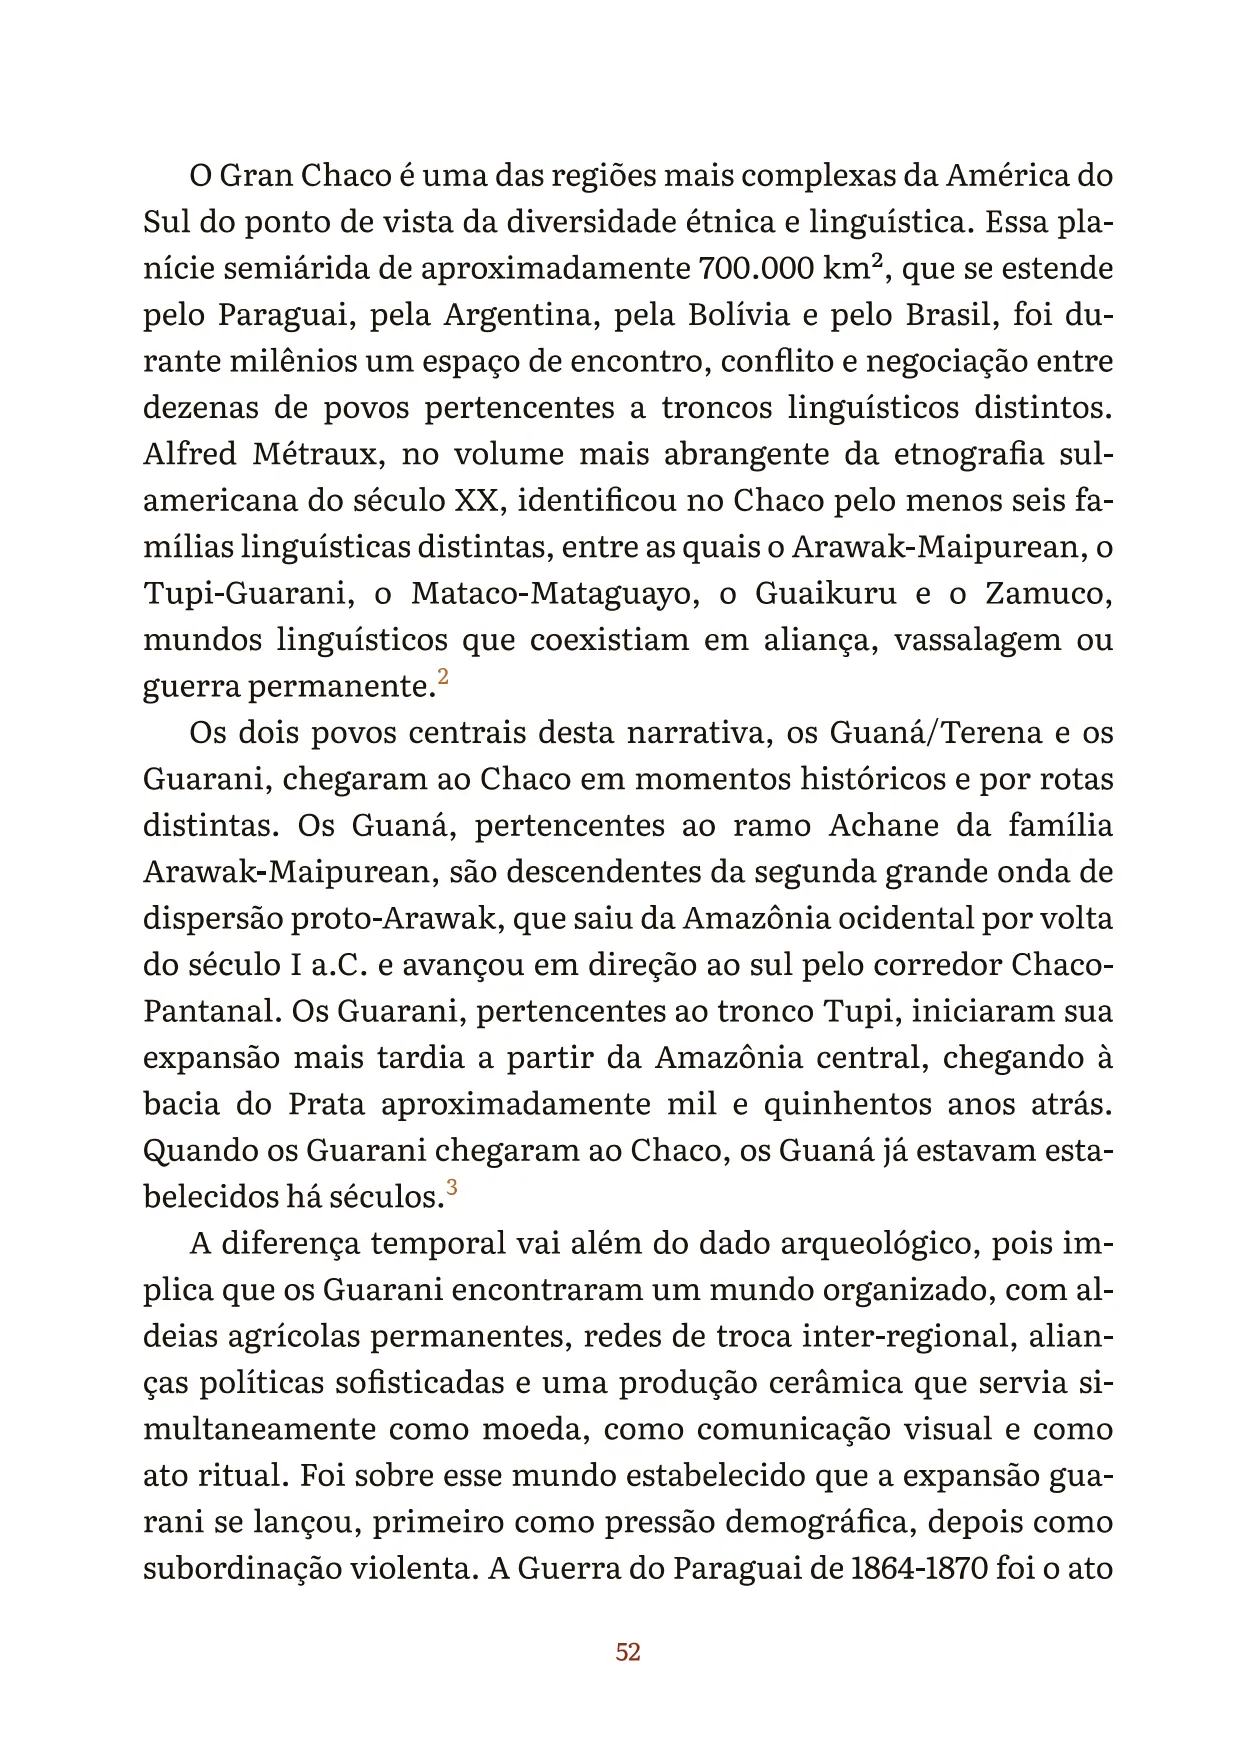 O Gran Chaco é uma das regiões mais complexas da América do
Sul do ponto de vista da diversidade étnica e linguística. Essa pla-
nície semiárida de aproximadamente 700.000 km², que se estende
pelo Paraguai, pela Argentina, pela Bolívia e pelo Brasil, foi du-
rante milênios um espaço de encontro, conflito e negociação entre
dezenas de povos pertencentes a troncos linguísticos distintos.
Alfred Métraux, no volume mais abrangente da etnografia sul-
americana do século XX, identificou no Chaco pelo menos seis fa-
mílias linguísticas distintas, entre as quais o Arawak-Maipurean, o
Tupi-Guarani, o Mataco-Mataguayo, o Guaikuru e o Zamuco,
mundos linguísticos que coexistiam em aliança, vassalagem ou
guerra permanente.2
Os dois povos centrais desta narrativa, os Guaná/Terena e os
Guarani, chegaram ao Chaco em momentos históricos e por rotas
distintas. Os Guaná, pertencentes ao ramo Achane da família
Arawak-Maipurean, são descendentes da segunda grande onda de
dispersão proto-Arawak, que saiu da Amazônia ocidental por volta
do século I a.C. e avançou em direção ao sul pelo corredor Chaco-
Pantanal. Os Guarani, pertencentes ao tronco Tupi, iniciaram sua
expansão mais tardia a partir da Amazônia central, chegando à
bacia do Prata aproximadamente mil e quinhentos anos atrás.
Quando os Guarani chegaram ao Chaco, os Guaná já estavam esta-
belecidos há séculos.3
A diferença temporal vai além do dado arqueológico, pois im-
plica que os Guarani encontraram um mundo organizado, com al-
deias agrícolas permanentes, redes de troca inter-regional, alian-
ças políticas sofisticadas e uma produção cerâmica que servia si-
multaneamente como moeda, como comunicação visual e como
ato ritual. Foi sobre esse mundo estabelecido que a expansão gua-
rani se lançou, primeiro como pressão demográfica, depois como
subordinação violenta. A Guerra do Paraguai de 1864-1870 foi o ato
52